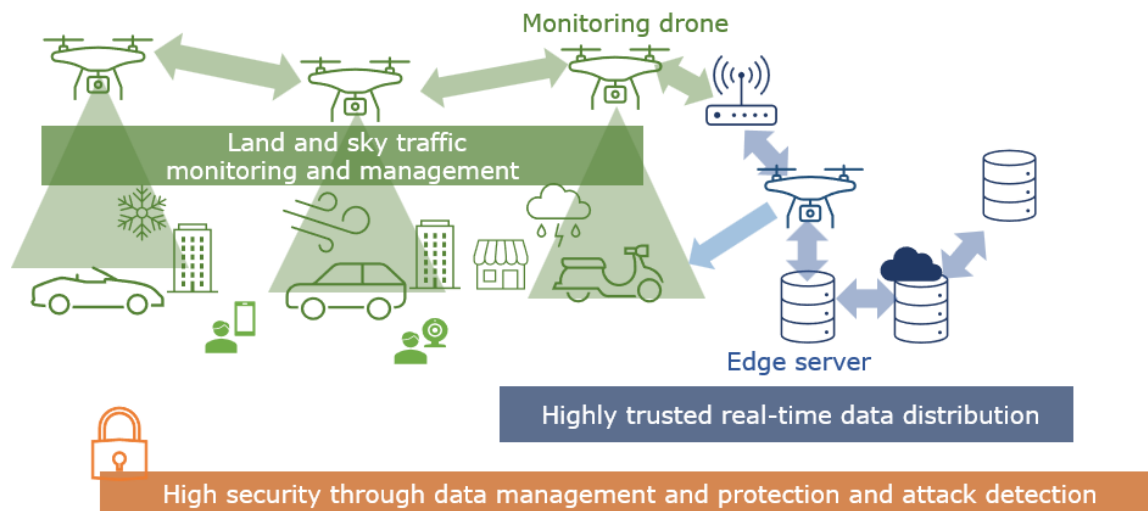 Monitoring drone
Land and sky traffic
monitoring and management
Edge server
Highly trusted real-time data distribution
High security through data management and protection and attack detection